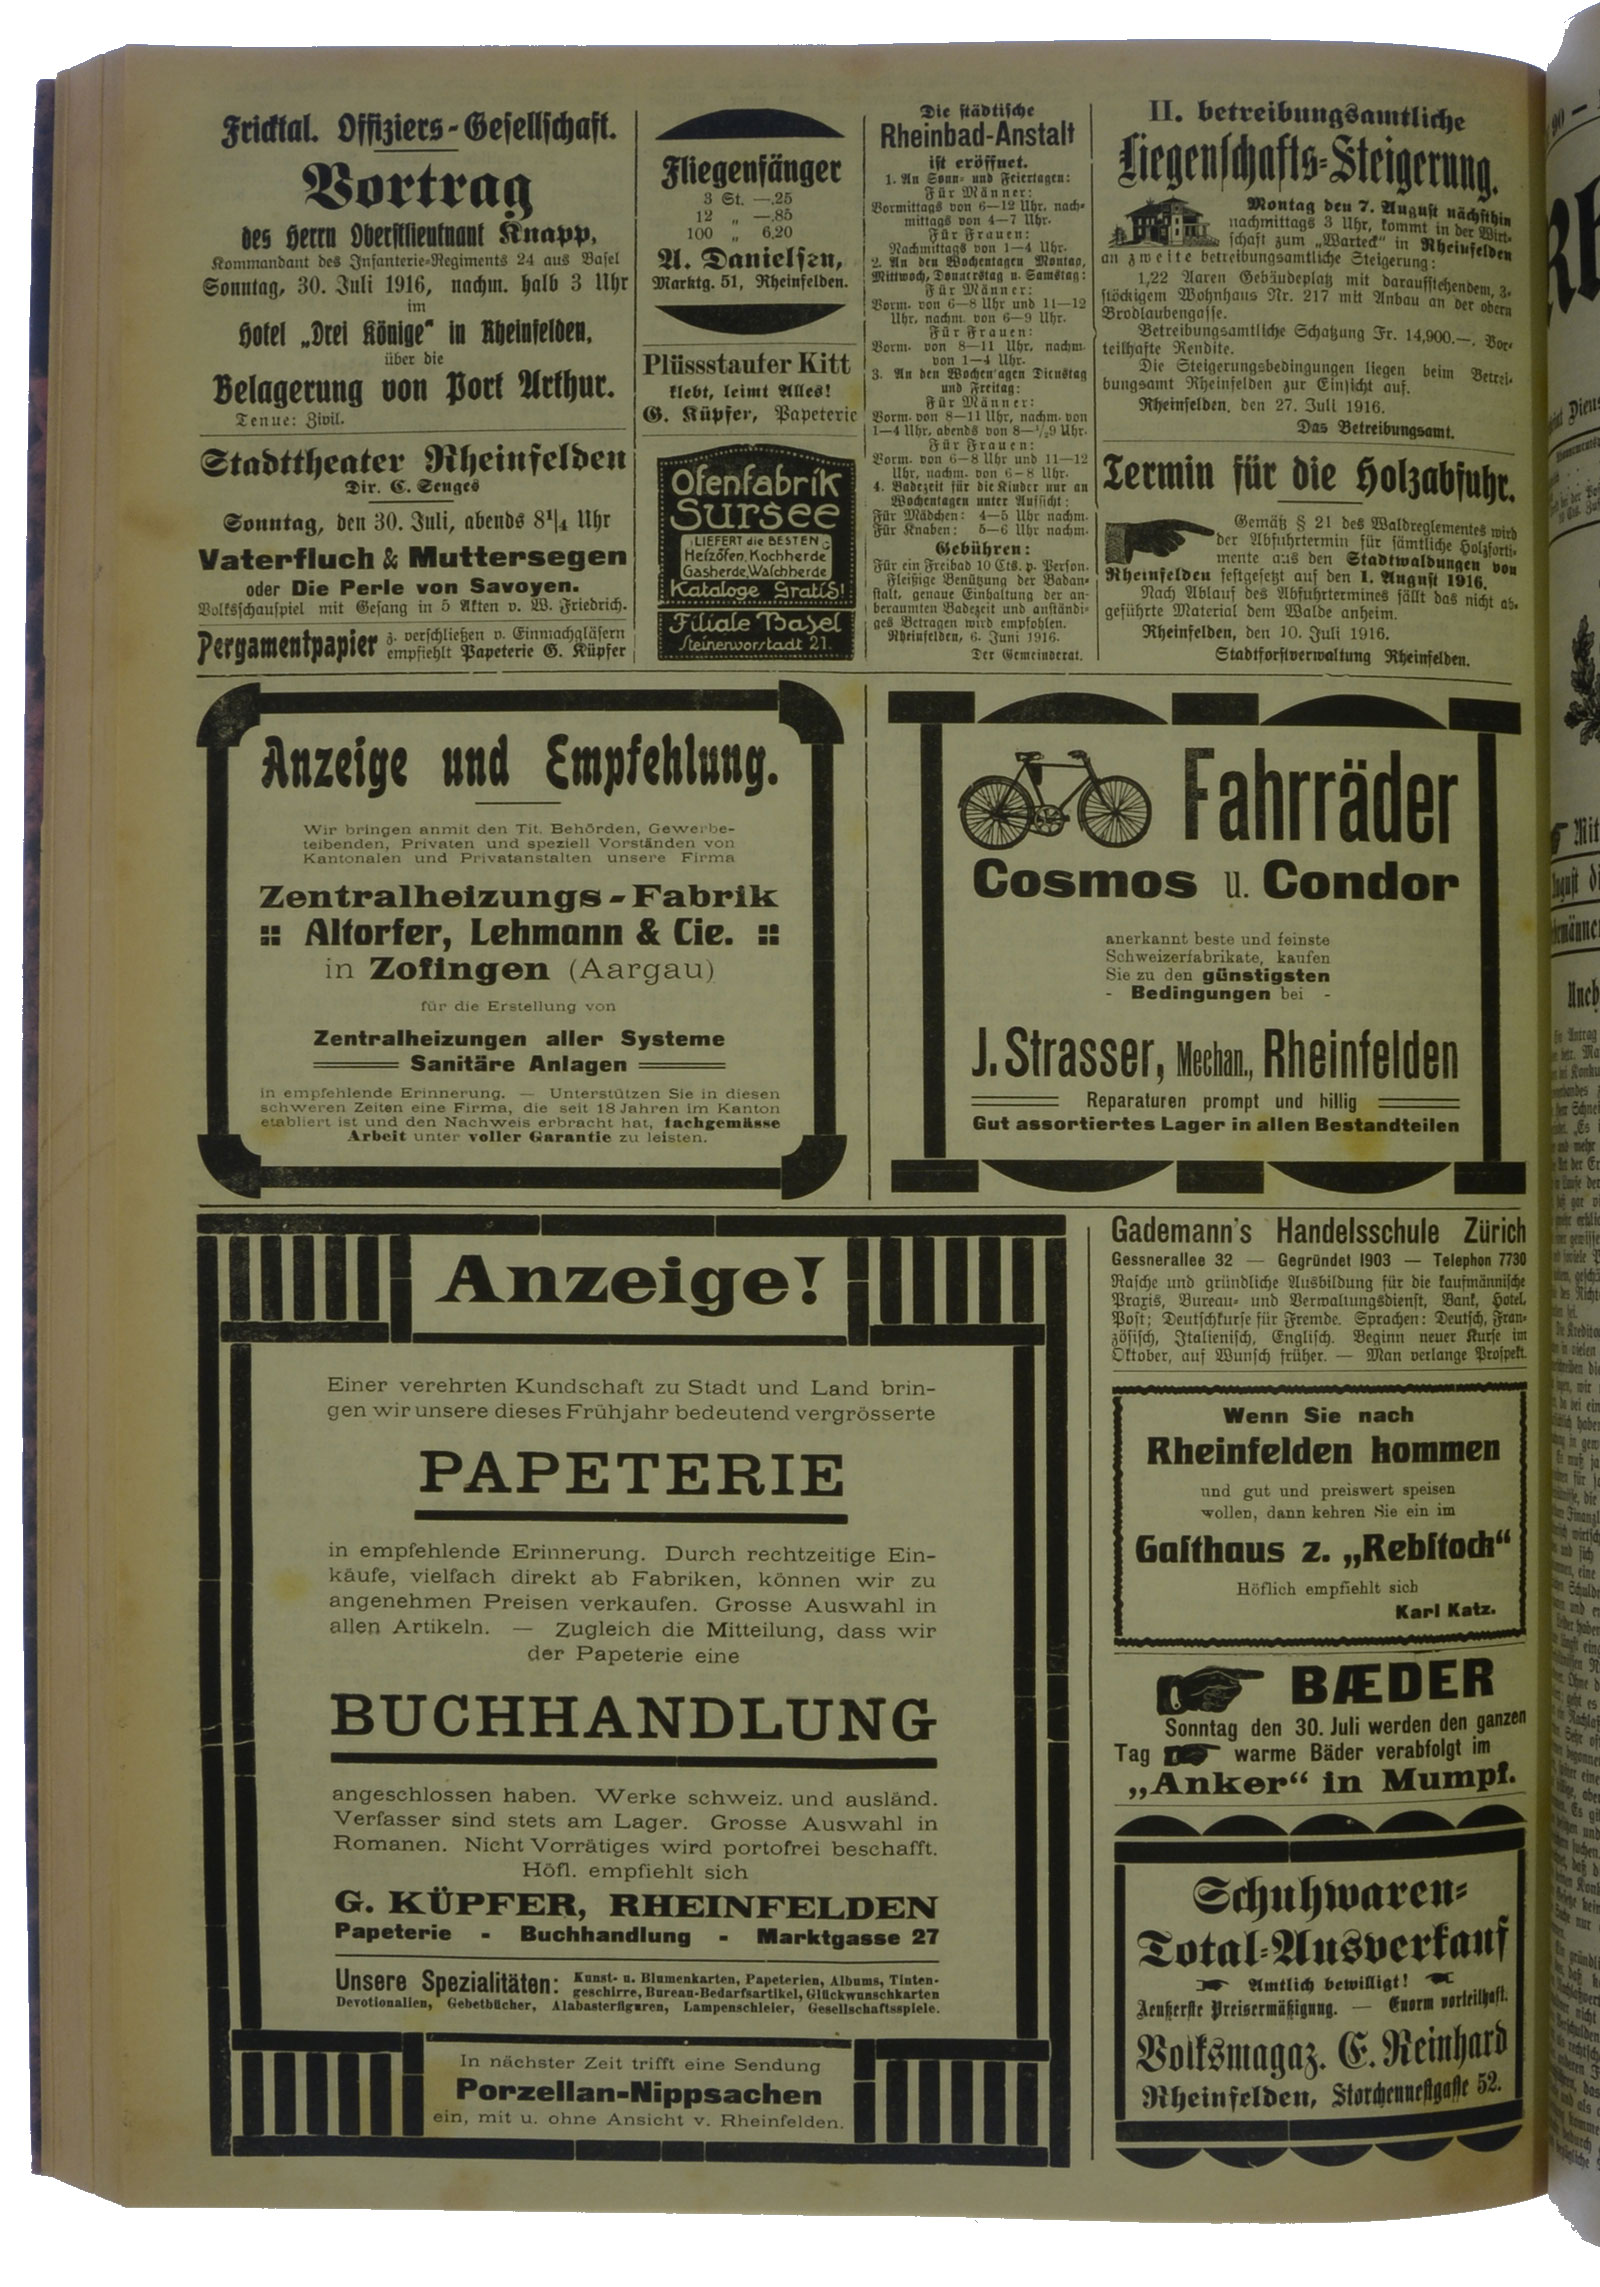 Fricktal. Offiziers-Gesellschaft.
Vortrag
des Herrn Oberstlieutnant Knapp,
Kommandant des Infanterie-Regiments 24 aus Basel
Sonntag, 30. Juli 1916, nachm. halb 3 Uhr
im
Hotel „Drei Könige“ in Rheinfelden,
über die
Belagerung von Port Arthur.
Tenue: Zivil.
Stadttheater Rheinfelden
Dir. C. Senges
Sonntag, den 30. Juli, abends 8¼ Uhr
Vaterfluch & Muttersegen
oder Die Perle von Savoyen.
Volksschauspiel mit Gesang in 5 Akten v. W. Friedrich.
Pergamentpapier z. verschließen v. Einmachgläsern
empfiehlt Papeterie G. Küpfer
Fliegenfänger
3 St. —.25
12 „ —.85
100 „ 6.20
A. Danielsen,
Marktg. 51, Rheinfelden.
Plüssstaufer Kitt
klebt, leimt Alles!
G. Küpfer, Papeterie
Ofenfabrik
Sursee
LIEFERT die BESTEN
Heizöfen, Kochherde
Gasherde, Waschherde
Kataloge Gratis!
Filiale Basel
Steinenvorstadt 21.
Die städtische
Rheinbad-Anstalt
ist eröffnet.
1. An Sonn- und Feiertagen:
Für Männer:
Vormittags von 6—12 Uhr, nach-
mittags von 4—7 Uhr.
Für Frauen:
Nachmittags von 1—4 Uhr.
2. An den Wochentagen Montag,
Mittwoch, Donnerstag u. Samstag:
Für Männer:
Vorm. von 6—8 Uhr und 11—12
Uhr, nachm. von 6—9 Uhr.
Für Frauen:
Vorm. von 8—11 Uhr, nachm.
von 1—4 Uhr.
3. An den Wochen agen Dienstag
und Freitag:
Für Männer:
Vorm. von 8—11 Uhr, nachm. von
1—4 Uhr, abends von 8—½9 Uhr.
Für Frauen:
Vorm. von 6—8 Uhr und 11—12
Uhr, nachm. von 6—8 Uhr.
4. Badezeit für die Kinder nur an
Wochentagen unter Aufsicht:
Für Mädchen: 4—5 Uhr nachm.
Für Knaben: 5—6 Uhr nachm.
Gebühren:
Für ein Freibad 10 Cts. p. Person.
Fleißige Benützung der Badan-
stalt, genaue Einhaltung der an-
beraumten Badezeit und anständi-
ges Betragen wird empfohlen.
Rheinfelden, 6. Juni 1916.
Der Gemeinderat.
II. betreibungsamtliche
Liegenschafts-Steigerung.
Montag den 7. August nächsthin
nachmittags 3 Uhr, kommt in der Wirt-
schaft zum „Warteck“ in Rheinfelden
an zweite betreibungsamtliche Steigerung:
1,22 Aaren Gebäudeplatz mit daraufstehendem, 3-
stöckigem Wohnhaus Nr. 217 mit Anbau an der obern
Brodlaubengasse.
Betreibungsamtliche Schatzung Fr. 14,900.—. Vor-
teilhafte Rendite.
Die Steigerungsbedingungen liegen beim Betrei-
bungsamt Rheinfelden zur Einsicht auf.
Rheinfelden, den 27. Juli 1916.
Das Betreibungsamt.
Termin für die Holzabfuhr.
Gemäß § 21 des Waldreglementes wird
der Abfuhrtermin für sämtliche Holzsorti-
mente aus den Stadtwaldungen von
Rheinfelden festgesetzt auf den 1. August 1916.
Nach Ablauf des Abfuhrtermines fällt das nicht ab-
geführte Material dem Walde anheim.
Rheinfelden, den 10. Juli 1916.
Stadtforstverwaltung Rheinfelden.
Anzeige und Empfehlung.
Wir bringen anmit den Tit. Behörden, Gewerbe-
teibenden, Privaten und speziell Vorständen von
Kantonalen und Privatanstalten unsere Firma
Zentralheizungs-Fabrik
:: Altorfer, Lehmann & Cie. ::
in Zofingen (Aargau)
für die Erstellung von
Zentralheizungen aller Systeme
Sanitäre Anlagen
in empfehlende Erinnerung. — Unterstützen Sie in diesen
schweren Zeiten eine Firma, die seit 18 Jahren im Kanton
etabliert ist und den Nachweis erbracht hat, fachgemässe
Arbeit unter voller Garantie zu leisten.
Fahrräder
Cosmos u. Condor
anerkannt beste und feinste
Schweizerfabrikate, kaufen
Sie zu den günstigsten
- Bedingungen bei -
J. Strasser, Mechan., Rheinfelden
Reparaturen prompt und billig
Gut assortiertes Lager in allen Bestandteilen
Anzeige!
Einer verehrten Kundschaft zu Stadt und Land brin-
gen wir unsere dieses Frühjahr bedeutend vergrösserte
PAPETERIE
in empfehlende Erinnerung. Durch rechtzeitige Ein-
käufe, vielfach direkt ab Fabriken, können wir zu
angenehmen Preisen verkaufen. Grosse Auswahl in
allen Artikeln. — Zugleich die Mitteilung, dass wir
der Papeterie eine
BUCHHANDLUNG
angeschlossen haben. Werke schweiz. und ausländ.
Verfasser sind stets am Lager. Grosse Auswahl in
Romanen. Nicht Vorrätiges wird portofrei beschafft.
Höfl. empfiehlt sich
G. KÜPFER, RHEINFELDEN
Papeterie - Buchhandlung - Marktgasse 27
Unsere Spezialitäten: Kunst- u. Blumenkarten, Papeterien, Albums, Tinten-
geschirre, Bureau-Bedarfsartikel, Glückwunschkarten
Devotionalien, Gebetbücher, Alabasterfiguren, Lampenschleier, Gesellschaftsspiele.
In nächster Zeit trifft eine Sendung
Porzellan-Nippsachen
ein, mit u. ohne Ansicht v. Rheinfelden.
Gademann's Handelsschule Zürich
Gessnerallee 32 — Gegründet 1903 — Telephon 7730
Rasche und gründliche Ausbildung für die kaufmännische
Praxis, Bureau- und Verwaltungsdienst, Bank, Hotel,
Post; Deutschkurse für Fremde. Sprachen: Deutsch, Fran-
zösisch, Italienisch, Englisch. Beginn neuer Kurse im
Oktober, auf Wunsch früher. — Man verlange Prospekt.
Wenn Sie nach
Rheinfelden kommen
und gut und preiswert speisen
wollen, dann kehren Sie ein im
Gasthaus z. „Rebstock“
Höflich empfiehlt sich
Karl Katz.
BÆDER
Sonntag den 30. Juli werden den ganzen
Tag warme Bäder verabfolgt im
„Anker“ in Mumpf.
Schuhwaren-
Total-Ausverkauf
Amtlich bewilligt!
Aeußerste Preisermäßigung. — Enorm vorteilhaft.
Volksmagaz. E. Reinhard
Rheinfelden, Storchennestgasse 52.